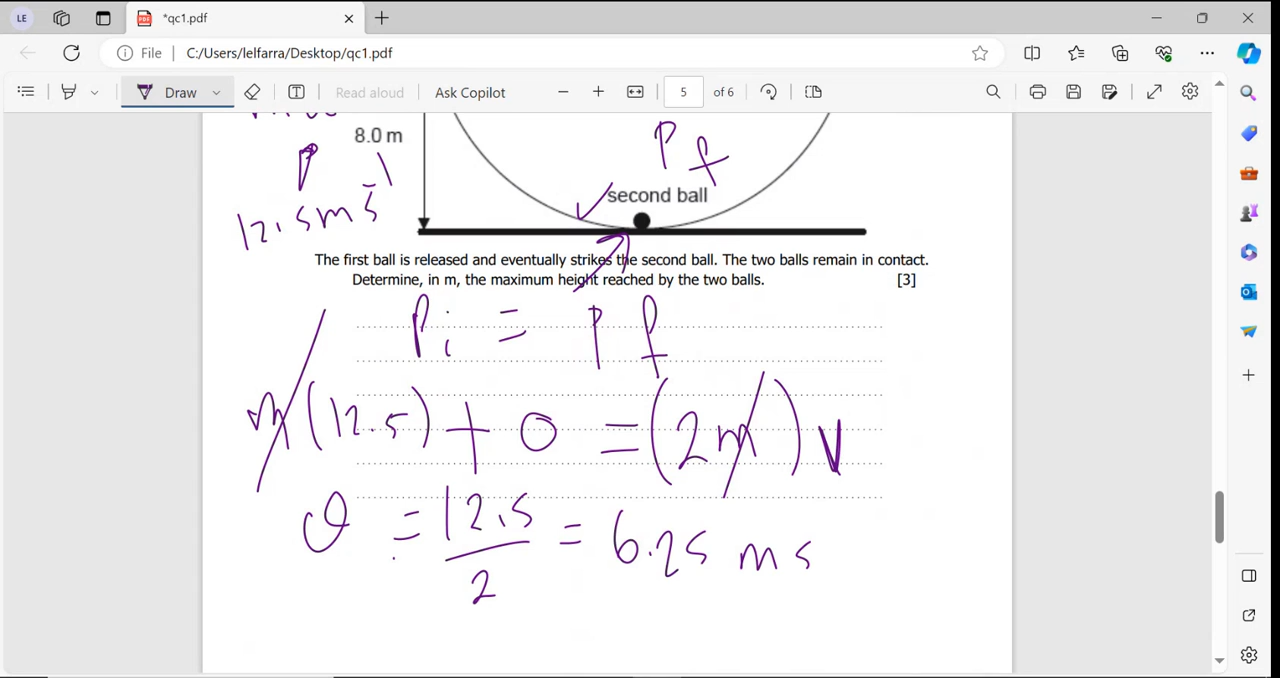 LE
*qc1.pdf
File | C:/Users/lelfarra/Desktop/qc1.pdf
Draw
Read aloud
Ask Copilot
5
of 6
8.0 m
P
12.5 m s⁻¹
P f
second ball
The first ball is released and eventually strikes the second ball. The two balls remain in contact.
Determine, in m, the maximum height reached by the two balls. [3]
P i = P f
m (12.5) + 0 = (2m) v
v = 12.5 / 2 = 6.25 m s